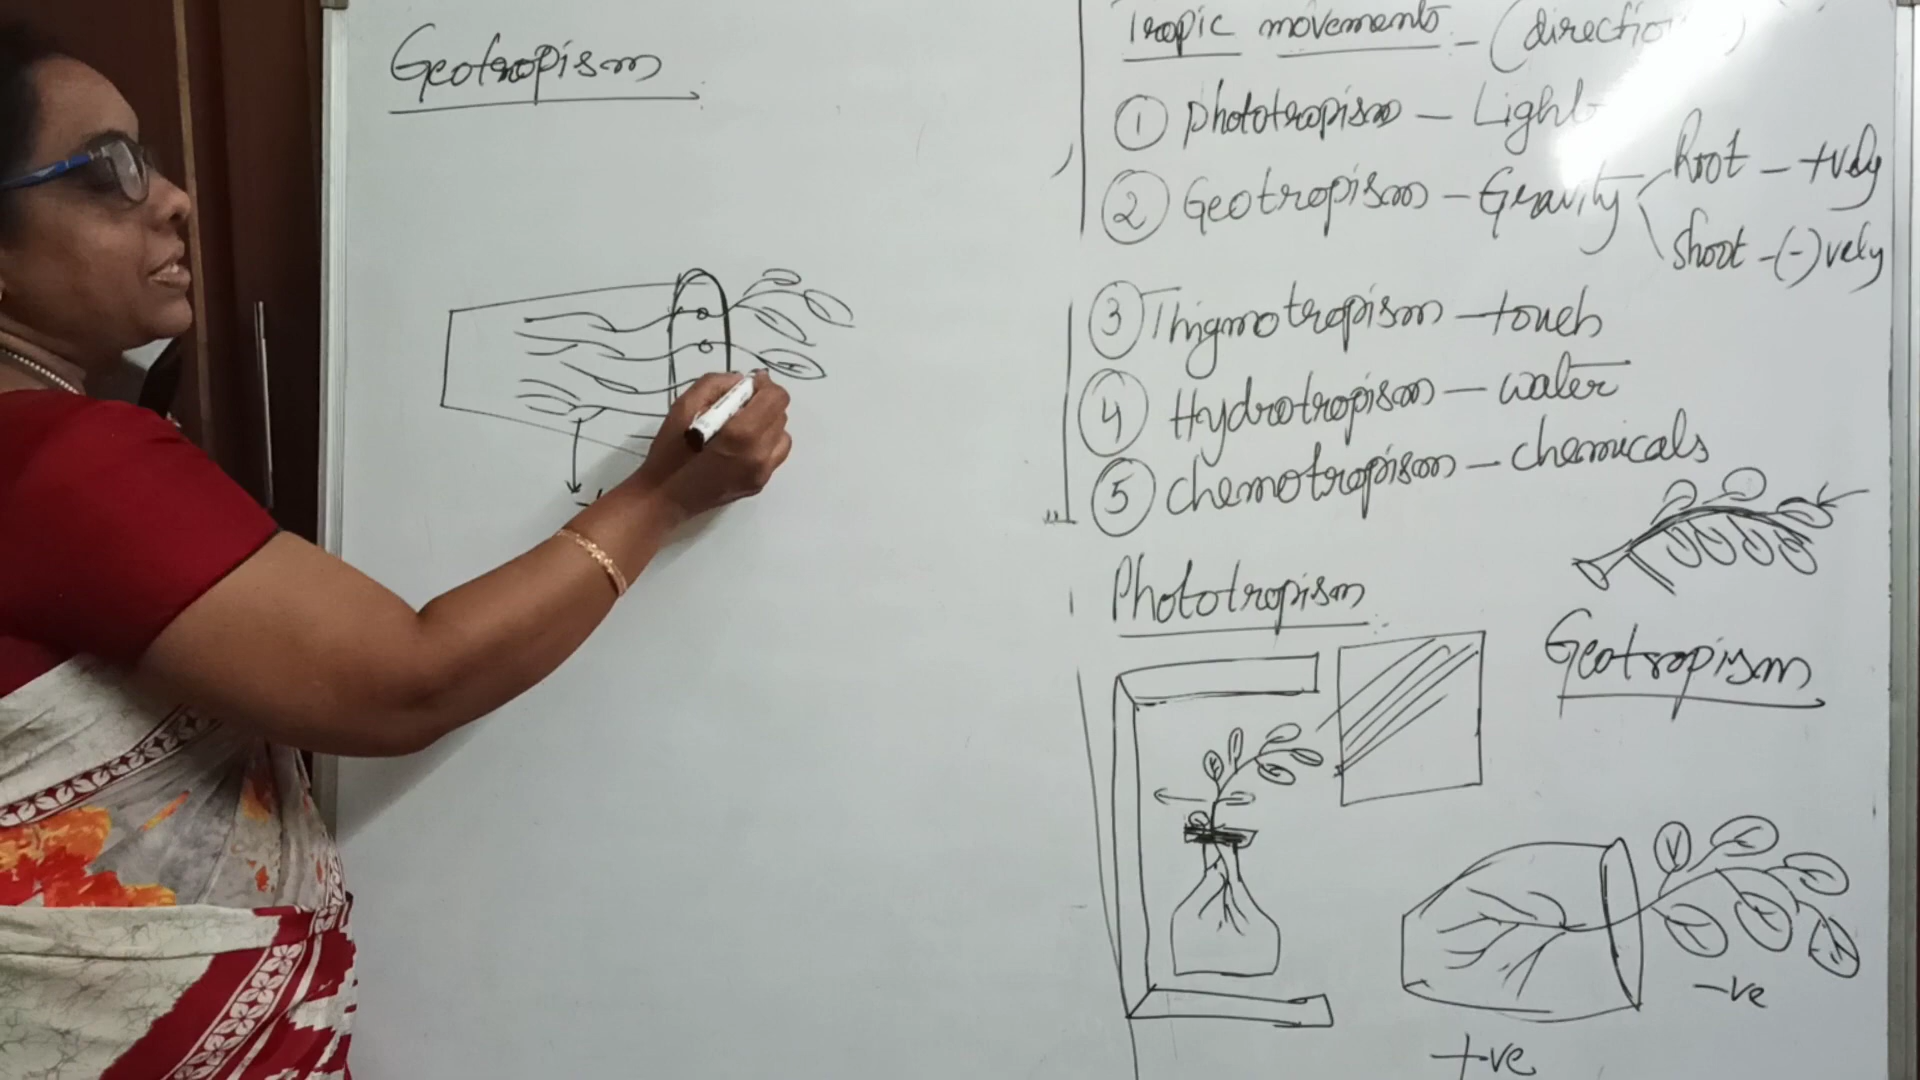 Geotropism
Tropic movements - (directio
① Phototropism - Light
② Geotropism - Gravity
Root - +vely
Shoot -(-)vely
③ Thigmotropism - touch
④ Hydrotropism - water
⑤ Chemotropism - chemicals
Phototropism
Geotropism
-ve
+ve